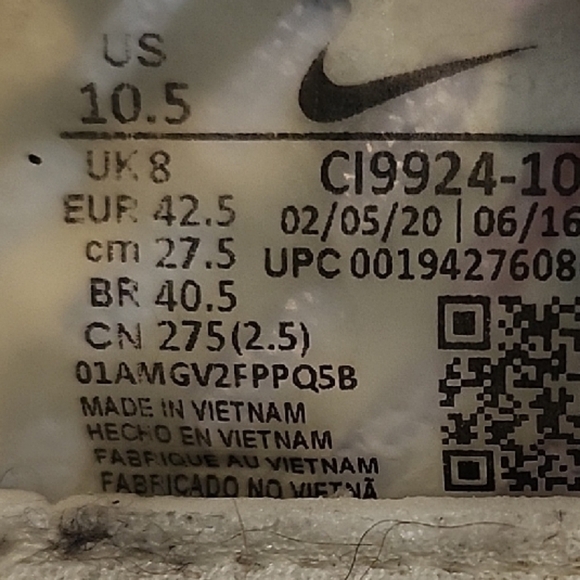 US
10.5
UK 8
EUR 42.5
cm 27.5
BR 40.5
CN 275(2.5)
01AMGV2FPPQ5B
MADE IN VIETNAM
HECHO EN VIETNAM
FABRIQUE AU VIETNAM
FABRICADO NO VIETNÃ
CI9924-10
02/05/20 | 06/16
UPC 0019427608